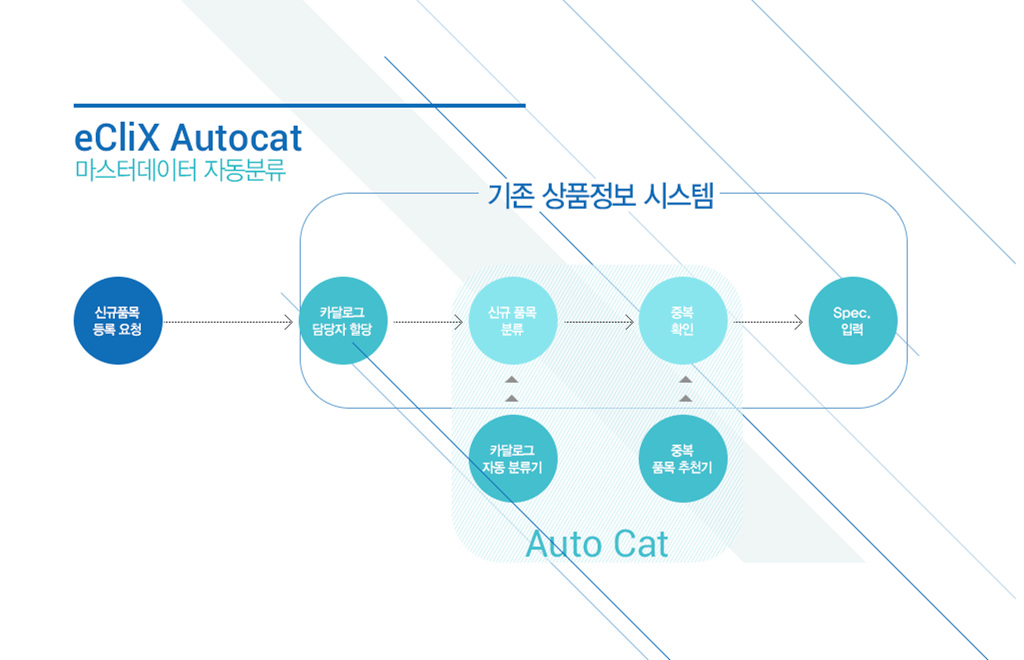 eCliX Autocat
마스터데이터 자동분류
기존 상품정보 시스템
신규품목
등록 요청
카달로그
담당자 할당
신규 품목
분류
중복
확인
Spec.
입력
카달로그
자동 분류기
중복
품목 추천기
Auto Cat